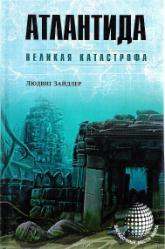 АТЛАНТИДА
ВЕЛИКАЯ КАТАСТРОФА
Людвиг Зайдлер